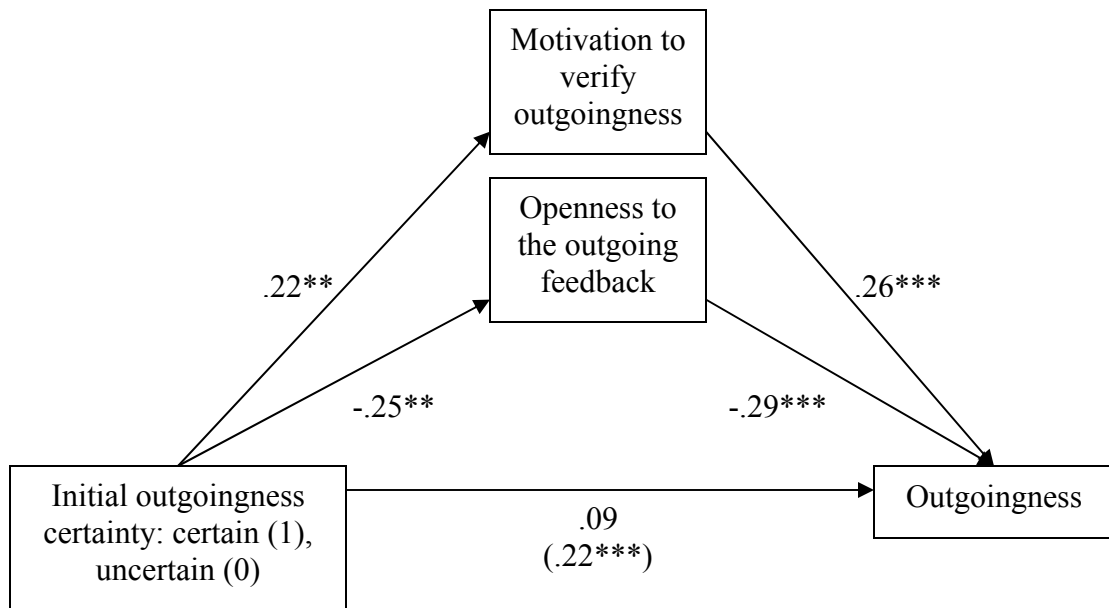 Motivation to
verify
outgoingness
Openness to
the outgoing
feedback
.22**
.26***
-.25**
-.29***
Initial outgoingness
certainty: certain (1),
uncertain (0)
Outgoingness
.09
(.22***)